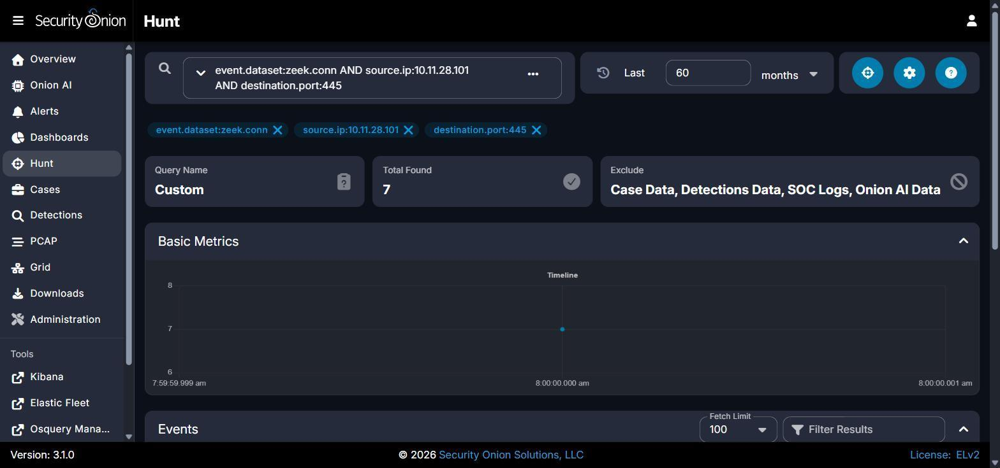 Security Onion
Hunt
Overview
Onion AI
Alerts
Dashboards
Hunt
Cases
Detections
PCAP
Grid
Downloads
Administration
Tools
Kibana
Elastic Fleet
Osquery Mana...
event.dataset:zeek.conn AND source.ip:10.11.28.101
AND destination.port:445
Last
60
months
event.dataset:zeek.conn
source.ip:10.11.28.101
destination.port:445
Query Name
Custom
Total Found
7
Exclude
Case Data, Detections Data, SOC Logs, Onion AI Data
Basic Metrics
Timeline
8
7
6
7:59:59.999 am
8:00:00.000 am
8:00:00.001 am
Events
Fetch Limit
100
Filter Results
Version: 3.1.0
© 2026 Security Onion Solutions, LLC
License: ELv2